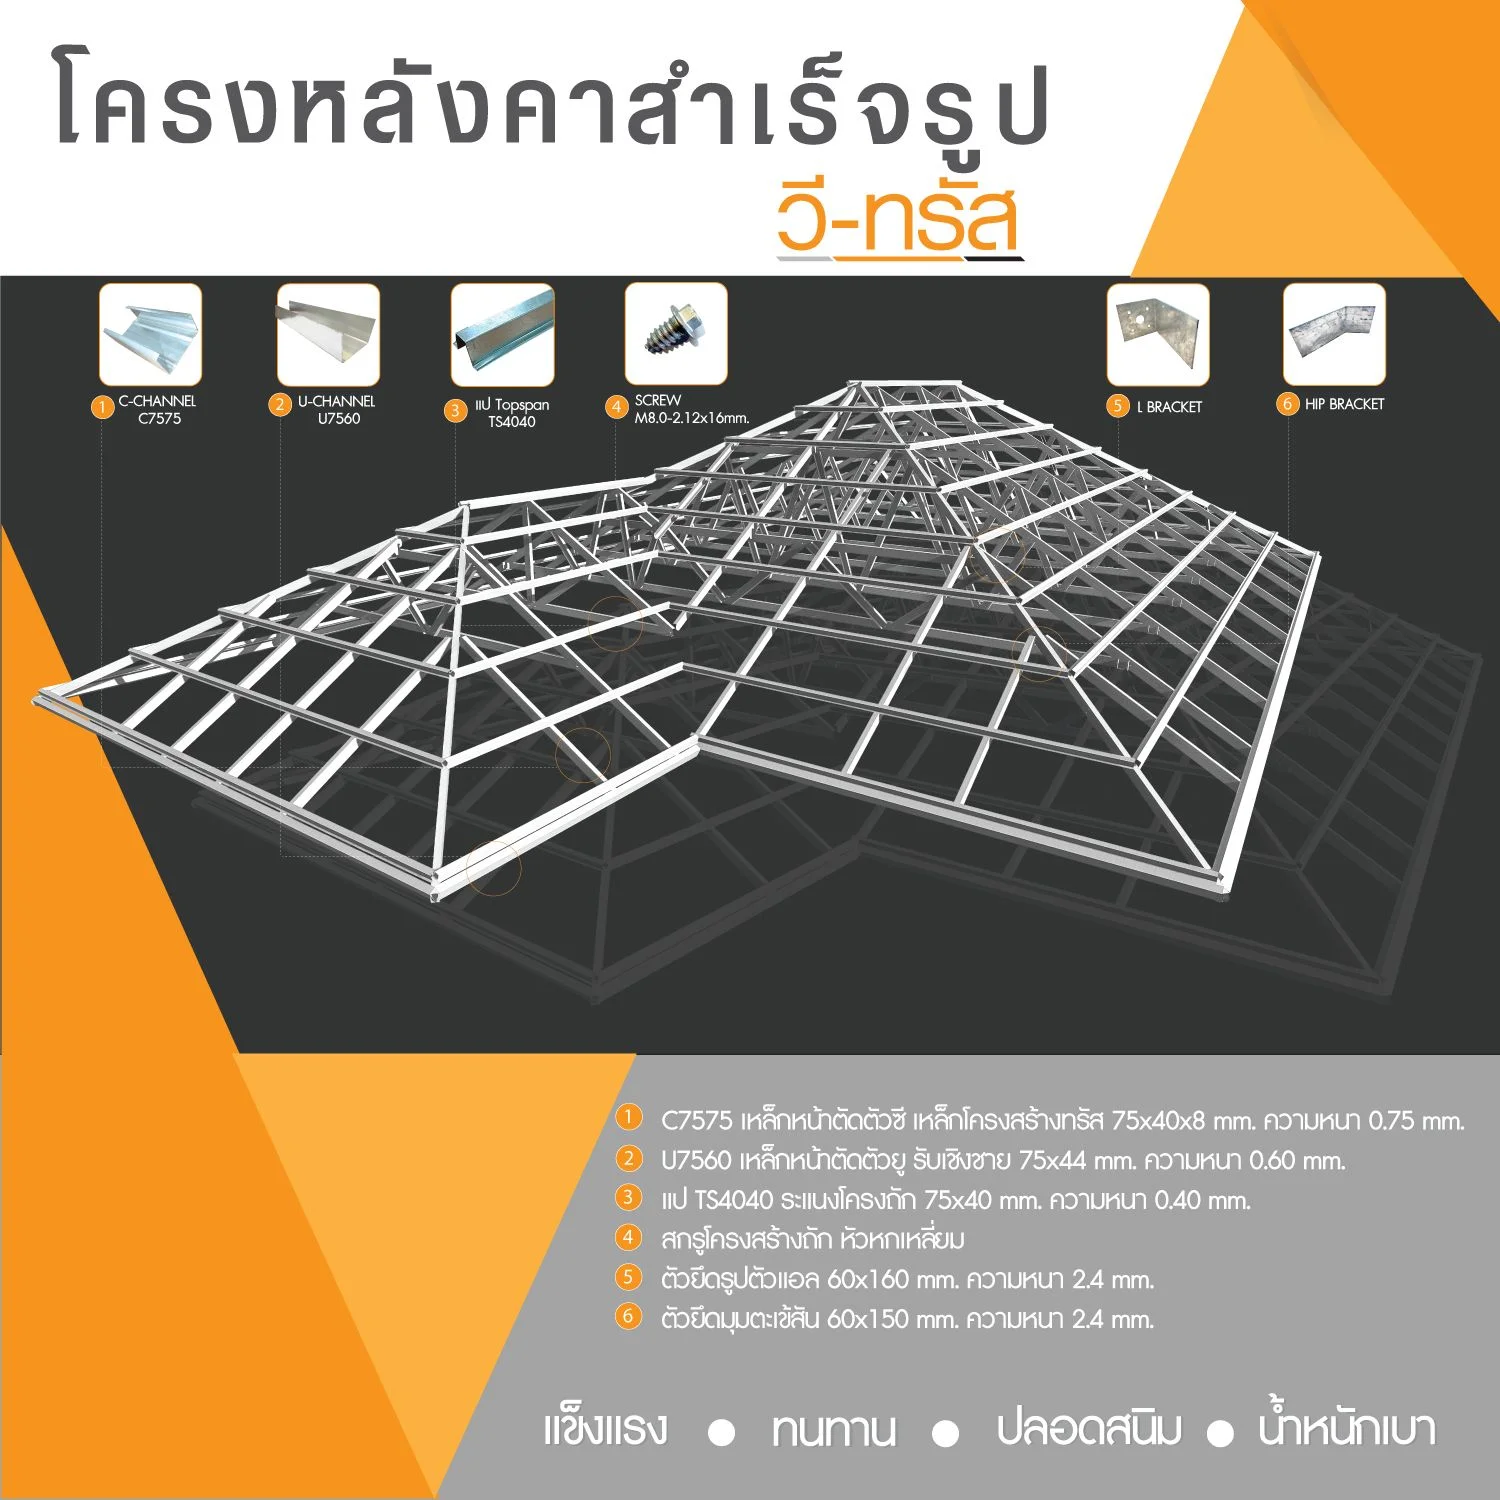 โครงหลังคาสำเร็จรูป
วี-ทรัส
1 C-CHANNEL
C7575
2 U-CHANNEL
U7560
3 แป Topspan
TS4040
4 SCREW
M8.0-2.12x16mm.
5 L BRACKET
6 HIP BRACKET
1 C7575 เหล็กหน้าตัดตัวซี เหล็กโครงสร้างทรัส 75x40x8 mm. ความหนา 0.75 mm.
2 U7560 เหล็กหน้าตัดตัวยู รับเชิงชาย 75x44 mm. ความหนา 0.60 mm.
3 แป TS4040 ระแนงโครงถัก 75x40 mm. ความหนา 0.40 mm.
4 สกรูโครงสร้างถัก หัวหกเหลี่ยม
5 ตัวยึดรูปตัวแอล 60x160 mm. ความหนา 2.4 mm.
6 ตัวยึดมุมตะเข้สัน 60x150 mm. ความหนา 2.4 mm.
แข็งแรง ● ทนทาน ● ปลอดสนิม ● น้ำหนักเบา